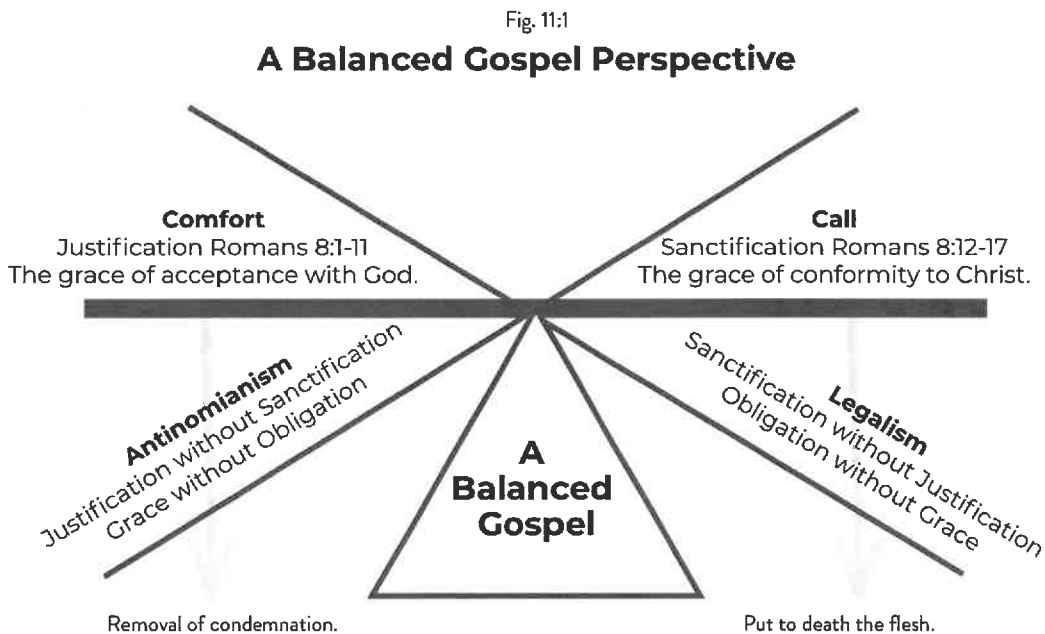 Fig. 11:1
A Balanced Gospel Perspective
Comfort
Justification Romans 8:1-11
The grace of acceptance with God.
Call
Sanctification Romans 8:12-17
The grace of conformity to Christ.
Antinomianism
Justification without Sanctification
Grace without Obligation
A
Balanced
Gospel
Legalism
Sanctification without Justification
Obligation without Grace
Removal of condemnation.
Put to death the flesh.